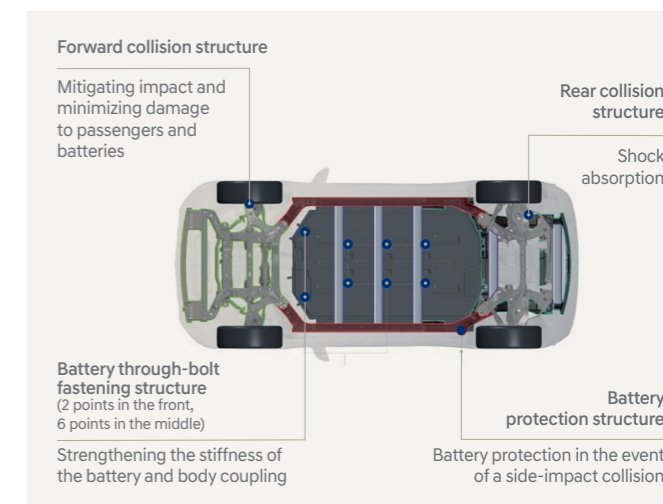 Forward collision structure
Mitigating impact and
minimizing damage
to passengers and
batteries
Rear collision
structure
Shock
absorption
Battery through-bolt
fastening structure
(2 points in the front,
6 points in the middle)
Strengthening the stiffness of
the battery and body coupling
Battery
protection structure
Battery protection in the event
of a side-impact collision